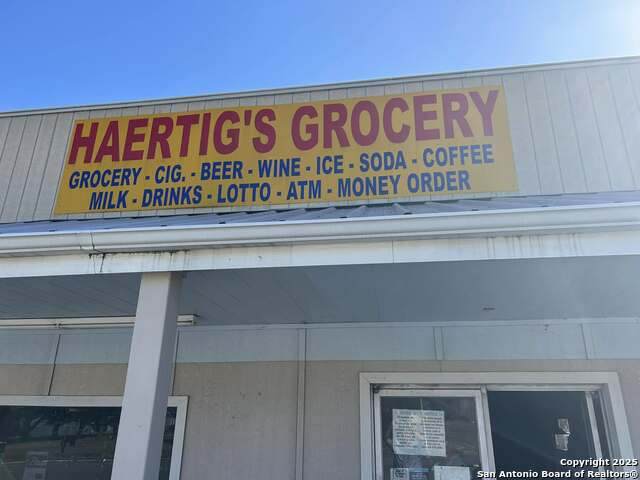 HAERTIG'S GROCERY
GROCERY - CIG. - BEER - WINE - ICE - SODA - COFFEE
MILK - DRINKS - LOTTO - ATM - MONEY ORDER
Copyright 2025
San Antonio Board of Realtors®